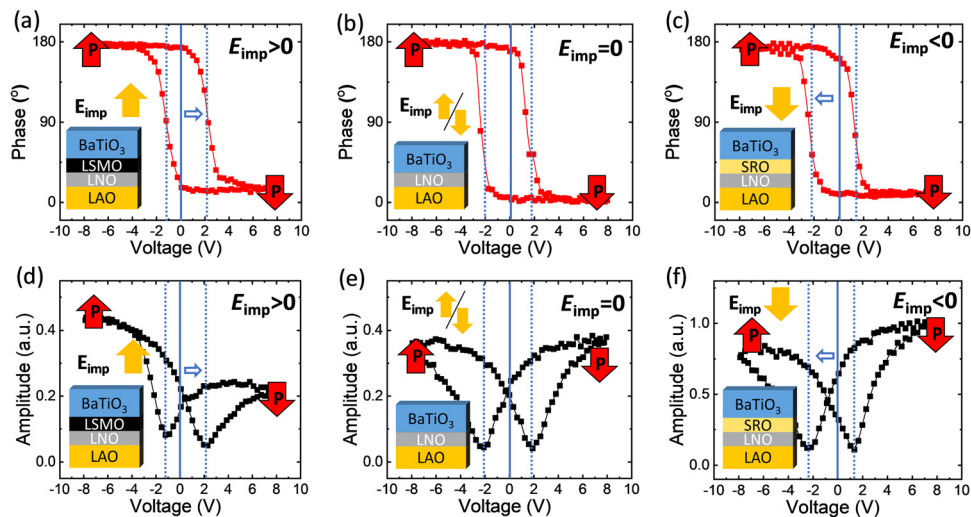 (a)
180
90
0
Phase (º)
P
E_imp>0
E_imp
BaTiO₃
LSMO
LNO
LAO
P
-10 -8 -6 -4 -2 0 2 4 6 8 10
Voltage (V)
(b)
180
90
0
Phase (º)
P
E_imp=0
E_imp
BaTiO₃
LNO
LAO
P
-10 -8 -6 -4 -2 0 2 4 6 8 10
Voltage (V)
(c)
180
90
0
Phase (º)
P
E_imp<0
E_imp
BaTiO₃
SRO
LNO
LAO
P
-10 -8 -6 -4 -2 0 2 4 6 8 10
Voltage (V)
(d)
0.4
0.2
0.0
Amplitude (a.u.)
P
E_imp>0
E_imp
BaTiO₃
LSMO
LNO
LAO
P
-10 -8 -6 -4 -2 0 2 4 6 8 10
Voltage (V)
(e)
0.4
0.2
0.0
Amplitude (a.u.)
E_imp
E_imp=0
P
P
BaTiO₃
LNO
LAO
-10 -8 -6 -4 -2 0 2 4 6 8 10
Voltage (V)
(f)
1.0
0.5
0.0
Amplitude (a.u.)
E_imp
E_imp<0
P
P
BaTiO₃
SRO
LNO
LAO
-10 -8 -6 -4 -2 0 2 4 6 8 10
Voltage (V)